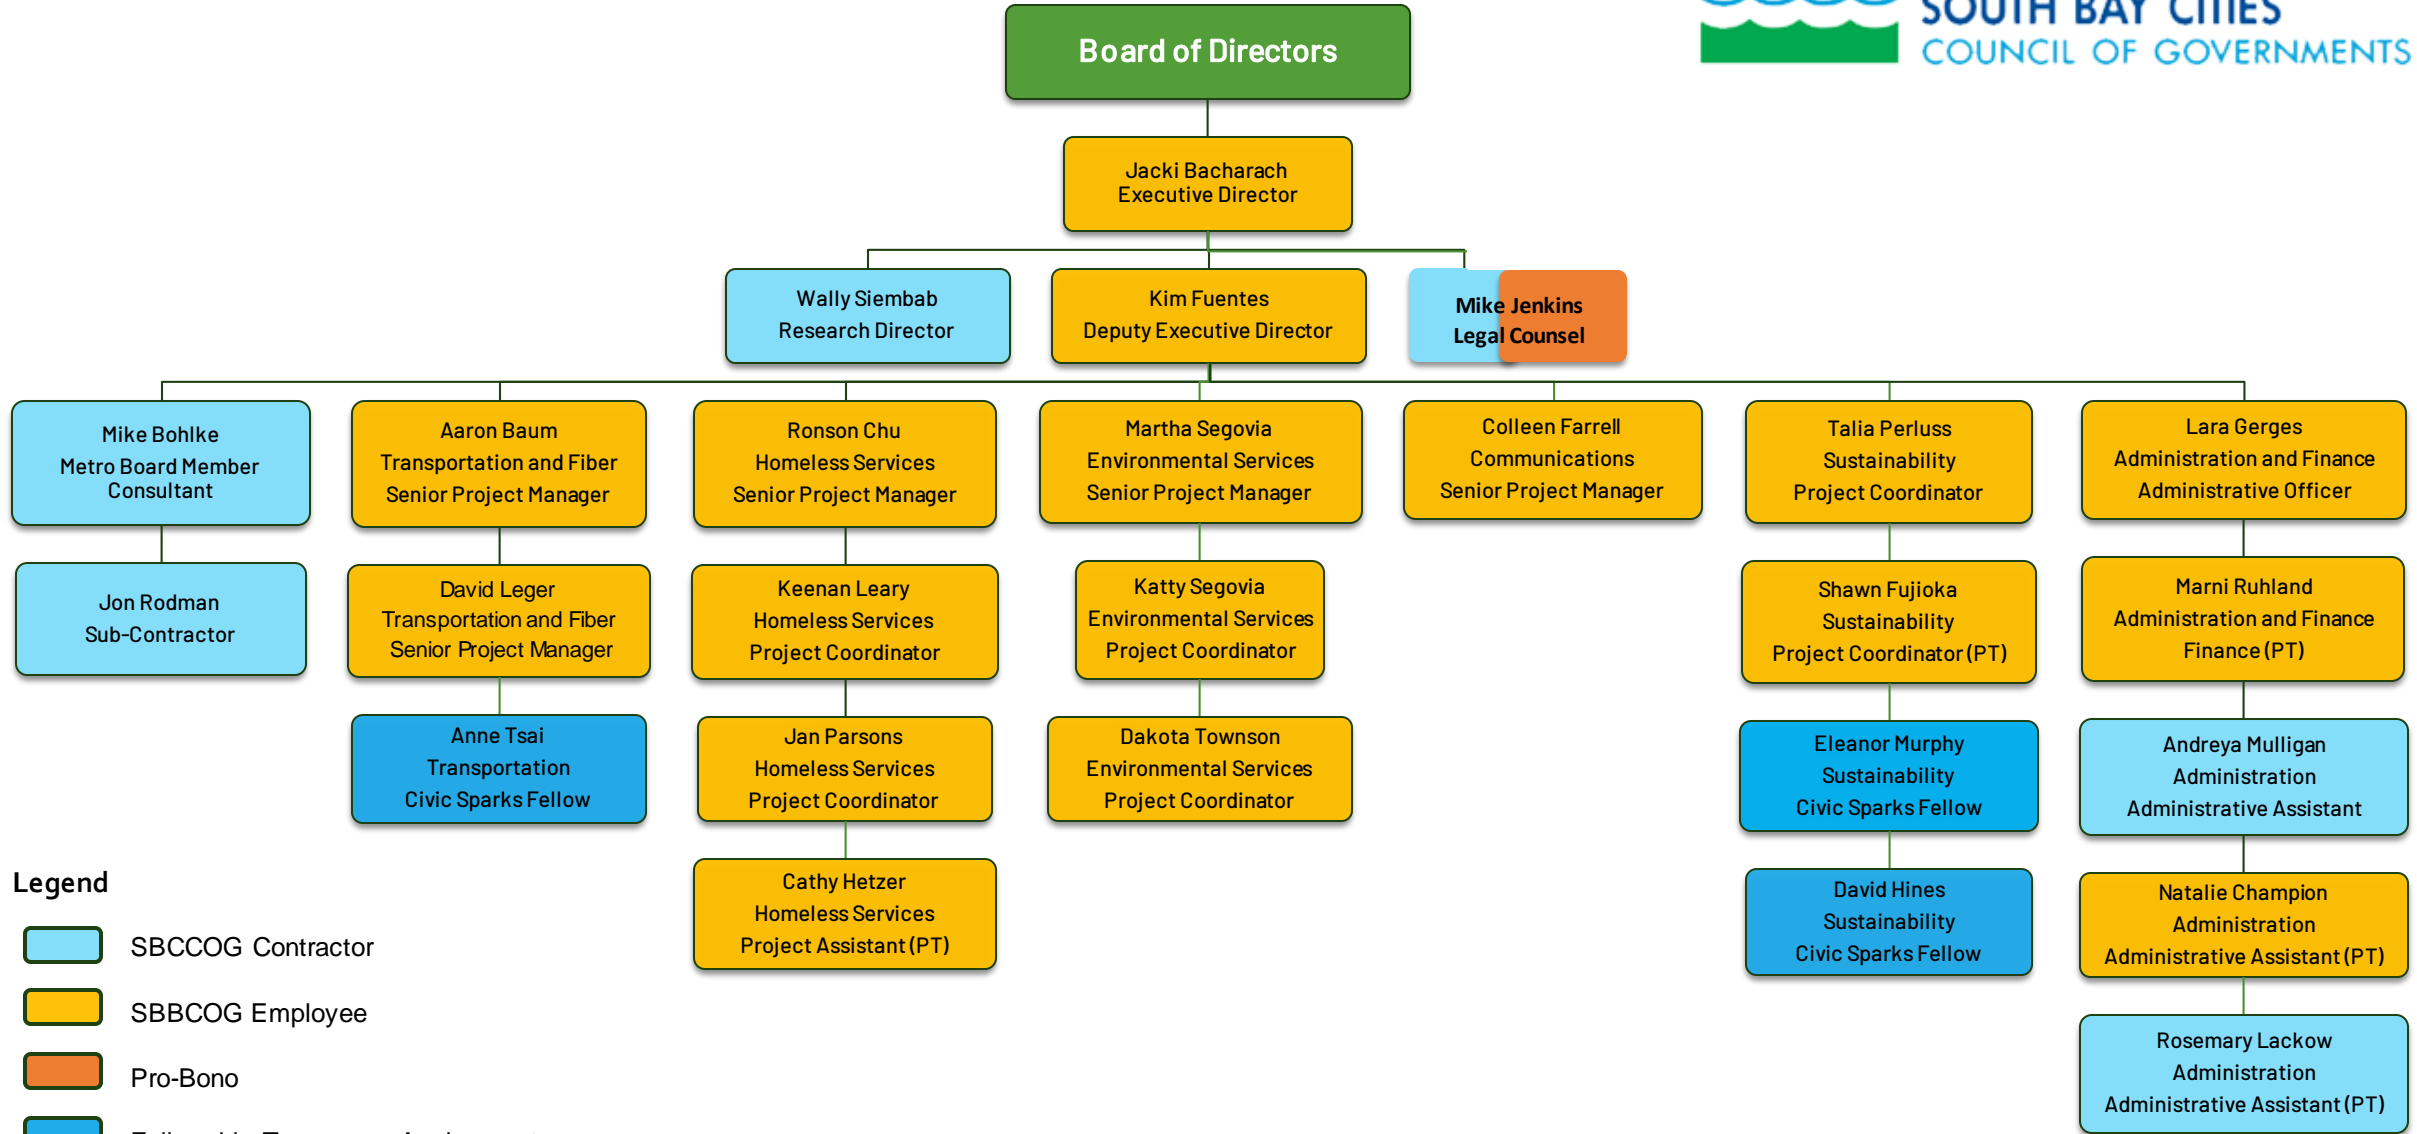 SOUTH BAY CITIES
COUNCIL OF GOVERNMENTS
Board of Directors
Jacki Bacharach
Executive Director
Wally Siembab
Research Director
Kim Fuentes
Deputy Executive Director
Mike Jenkins
Legal Counsel
Mike Bohlke
Metro Board Member
Consultant
Aaron Baum
Transportation and Fiber
Senior Project Manager
Ronson Chu
Homeless Services
Senior Project Manager
Martha Segovia
Environmental Services
Senior Project Manager
Colleen Farrell
Communications
Senior Project Manager
Talia Perluss
Sustainability
Project Coordinator
Lara Gerges
Administration and Finance
Administrative Officer
Jon Rodman
Sub-Contractor
David Leger
Transportation and Fiber
Senior Project Manager
Keenan Leary
Homeless Services
Project Coordinator
Katty Segovia
Environmental Services
Project Coordinator
Shawn Fujioka
Sustainability
Project Coordinator (PT)
Marni Ruhland
Administration and Finance
Finance (PT)
Anne Tsai
Transportation
Civic Sparks Fellow
Jan Parsons
Homeless Services
Project Coordinator
Dakota Townson
Environmental Services
Project Coordinator
Eleanor Murphy
Sustainability
Civic Sparks Fellow
Andreya Mulligan
Administration
Administrative Assistant
Cathy Hetzer
Homeless Services
Project Assistant (PT)
David Hines
Sustainability
Civic Sparks Fellow
Natalie Champion
Administration
Administrative Assistant (PT)
Rosemary Lackow
Administration
Administrative Assistant (PT)
Legend
SBCCOG Contractor
SBBCOG Employee
Pro-Bono